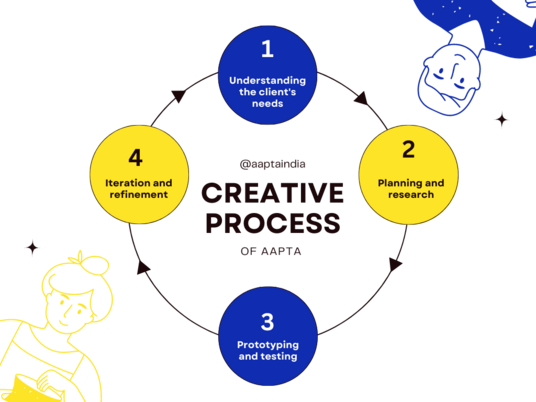 1
Understanding
the client's
needs
2
Planning and
research
3
Prototyping
and testing
4
Iteration and
refinement
@aaptaindia
CREATIVE
PROCESS
OF AAPTA